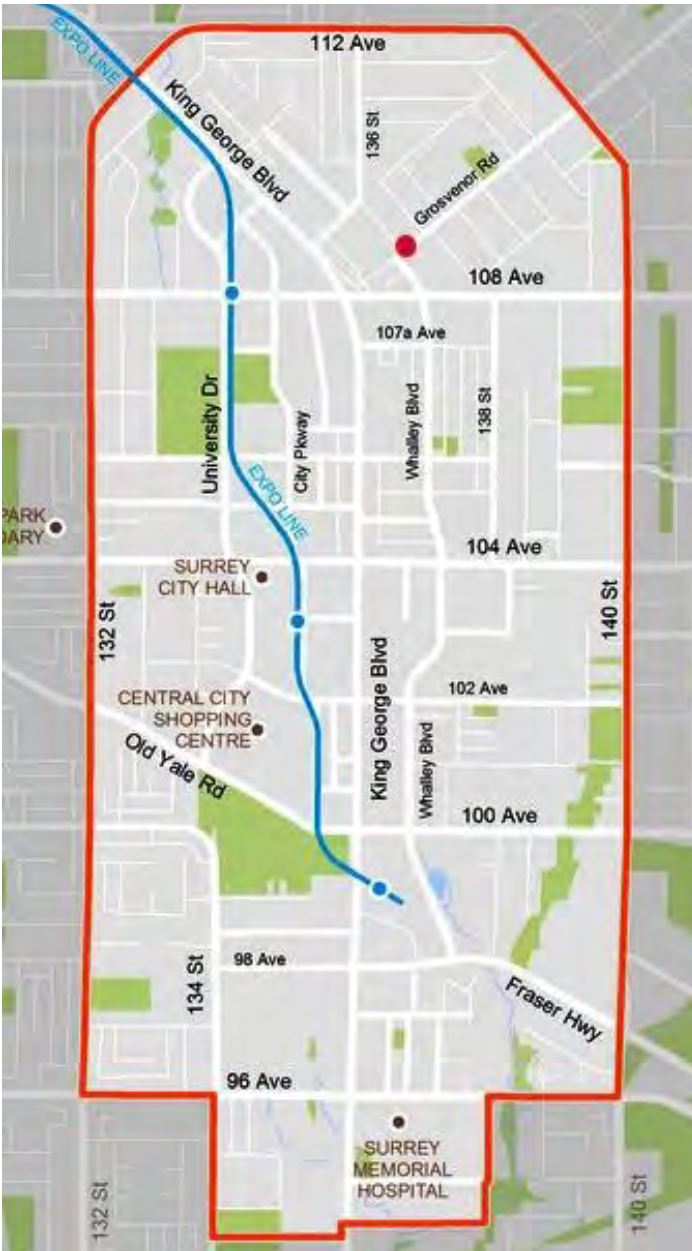 EXPO LINE
112 Ave
King George Blvd
136 St
Grosvenor Rd
108 Ave
107a Ave
University Dr
City Pkway
Whalley Blvd
138 St
EXPO LINE
PARK
DARY
104 Ave
SURREY
CITY HALL
132 St
140 St
King George Blvd
102 Ave
CENTRAL CITY
SHOPPING
CENTRE
Old Yale Rd
Whalley Blvd
100 Ave
98 Ave
134 St
Fraser Hwy
96 Ave
SURREY
MEMORIAL
HOSPITAL
132 St
140 St